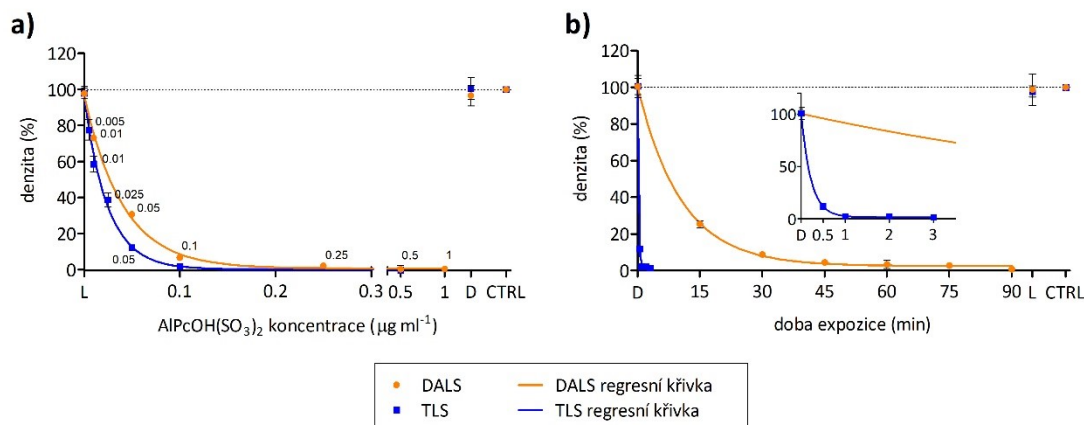 a)
120
100
80
60
40
20
0
denzita (%)
0.005
0.01
0.01
0.025
0.05
0.05
0.1
0.25
0.5
1
L
0.1
0.2
0.3
0.5
1
D
CTRL
AlPcOH(SO₃)₂ koncentrace (µg ml⁻¹)
b)
120
100
80
60
40
20
0
denzita (%)
100
50
0
D
0.5
1
2
3
D
15
30
45
60
75
90
L
CTRL
doba expozice (min)
DALS
DALS regresní křivka
TLS
TLS regresní křivka